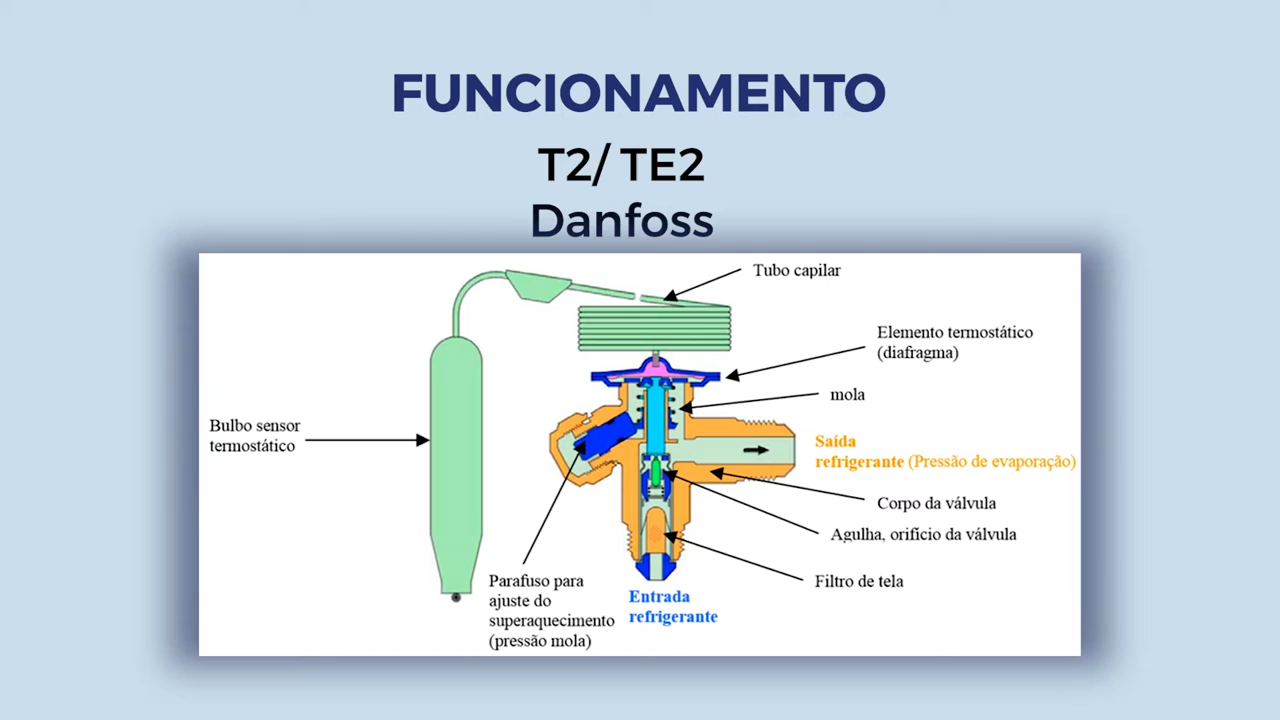 FUNCIONAMENTO
T2/ TE2
Danfoss
Tubo capilar
Elemento termostático
(diafragma)
mola
Bulbo sensor
termostático
Saída
refrigerante (Pressão de evaporação)
Corpo da válvula
Agulha, orifício da válvula
Filtro de tela
Parafuso para
ajuste do
superaquecimento
(pressão mola)
Entrada
refrigerante